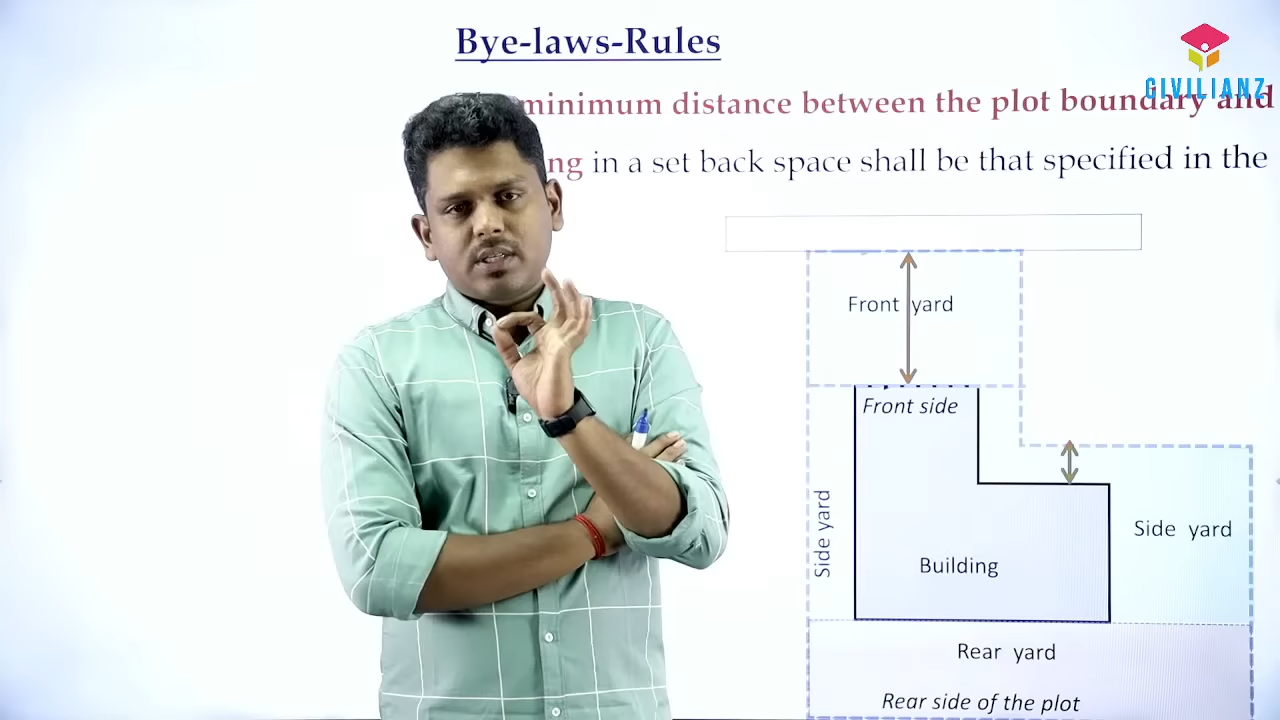 Bye-laws-Rules
CIVILIANZ
minimum distance between the plot boundary and
in a set back space shall be that specified in the
Front yard
Front side
Side yard
Side yard
Building
Rear yard
Rear side of the plot